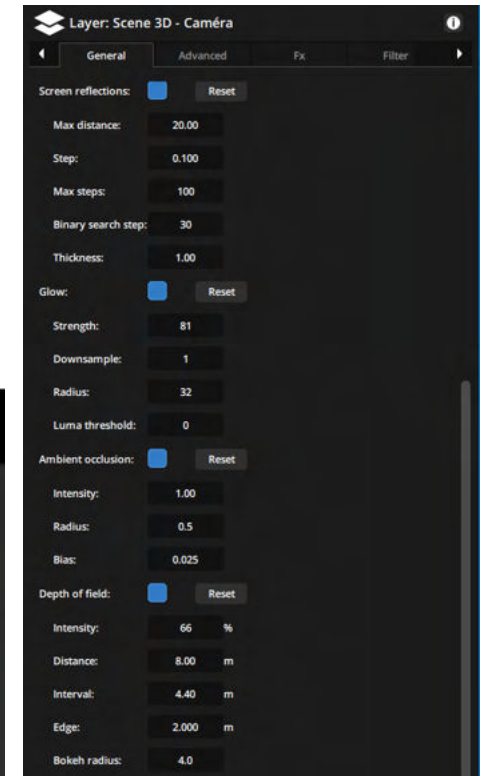 Layer: Scene 3D - Caméra
General Advanced Fx Filter
Screen reflections: Reset
Max distance: 20.00
Step: 0.100
Max steps: 100
Binary search step: 30
Thickness: 1.00
Glow: Reset
Strength: 81
Downsample: 1
Radius: 32
Luma threshold: 0
Ambient occlusion: Reset
Intensity: 1.00
Radius: 0.5
Bias: 0.025
Depth of field: Reset
Intensity: 66 %
Distance: 8.00 m
Interval: 4.40 m
Edge: 2.000 m
Bokeh radius: 4.0